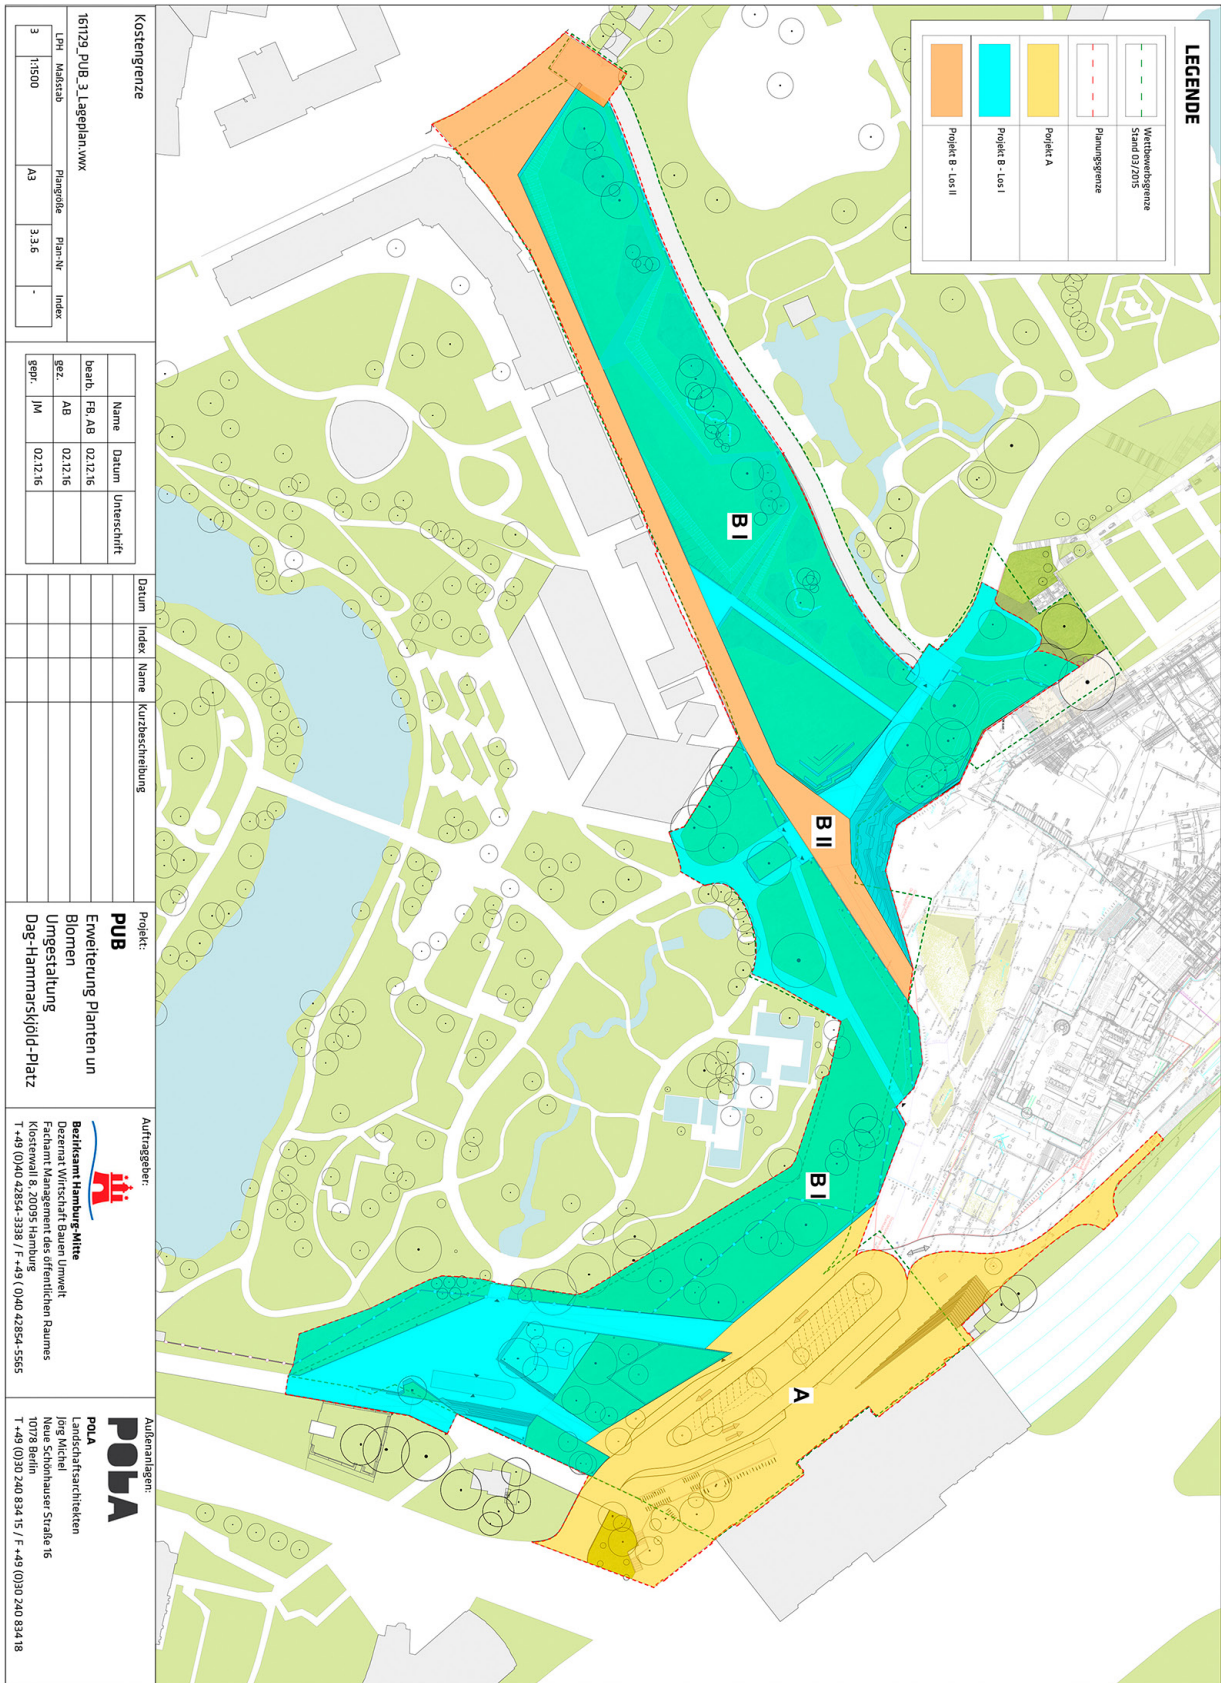 LEGENDE
Wettbewerbsgrenze
Stand 03/2015
Planungsgrenze
Porjekt A
Projekt B - Los I
Projekt B - Los II
B I
B II
B I
A
Kostengrenze
161129_PUB_3_Lageplan.vwx
LPH Maßstab Plangröße Plan-Nr Index
3 1:1500 A3 3.3.6 -
Name Datum Unterschrift
bearb. FB, AB 02.12.16
gez. AB 02.12.16
gepr. JM 02.12.16
Datum Index Name Kurzbeschreibung
Projekt:
PUB
Erweiterung Planten un
Blomen
Umgestaltung
Dag-Hammarskjöld-Platz
Auftraggeber:
Bezirksamt Hamburg-Mitte
Dezernat Wirtschaft Bauen Umwelt
Fachamt Management des öffentlichen Raumes
Klosterwall 8, 20095 Hamburg
T +49 (0)40 42854-3338 / F +49 (0)40 42854-5565
Außenanlagen:
POLA
POLA
Landschaftsarchitekten
Jörg Michel
Neue Schönhauser Straße 16
10178 Berlin
T +49 (0)30 240 834 15 / F +49 (0)30 240 834 18